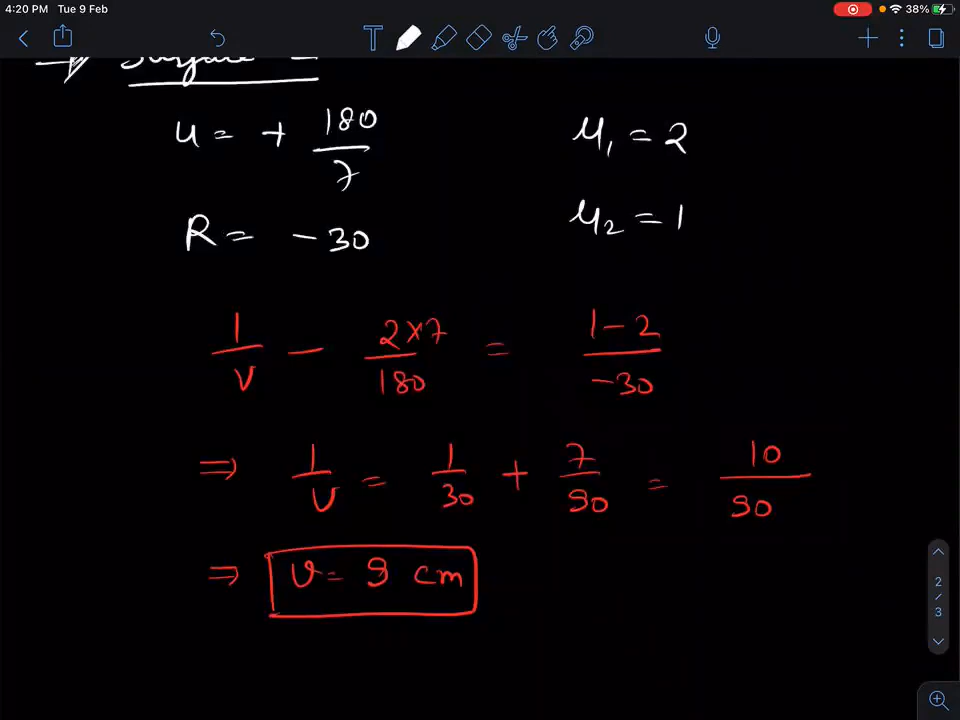 4:20 PM Tue 9 Feb 38%
T
Surface
u = + 180/7 μ₁ = 2
R = -30 μ₂ = 1
1/v - 2×7/180 = 1-2/-30
⇒ 1/v = 1/30 + 7/90 = 10/90
⇒ v = 9 cm
2/3